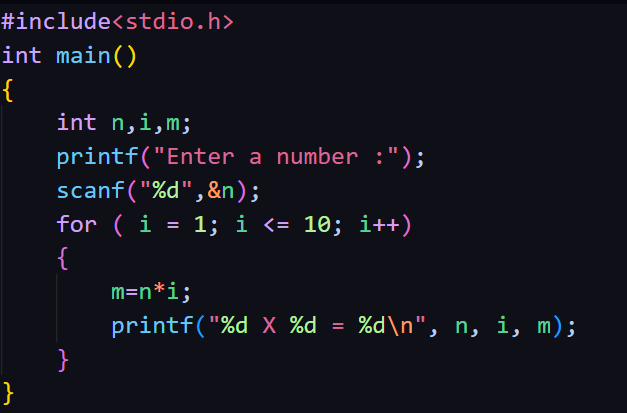 #include<stdio.h>
int main()
{
    int n,i,m;
    printf("Enter a number :");
    scanf("%d",&n);
    for ( i = 1; i <= 10; i++)
    {
        m=n*i;
        printf("%d X %d = %d\n", n, i, m);
    }
}